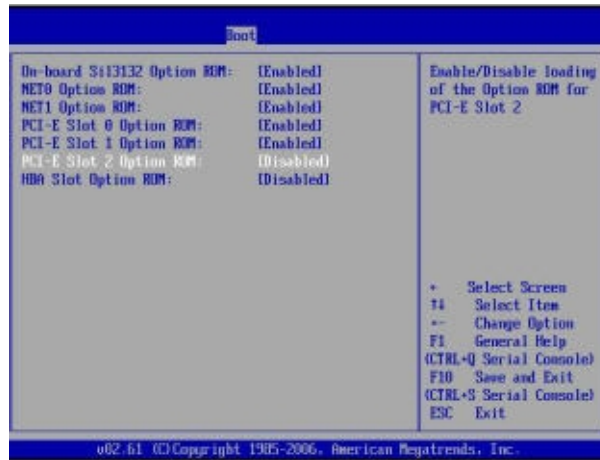 Boot
On-board Sil3132 Option ROM: [Enabled]
NET0 Option ROM: [Enabled]
NET1 Option ROM: [Enabled]
PCI-E Slot 0 Option ROM: [Enabled]
PCI-E Slot 1 Option ROM: [Enabled]
PCI-E Slot 2 Option ROM: [Disabled]
HBA Slot Option ROM: [Disabled]
Enable/Disable loading
of the Option ROM for
PCI-E Slot 2
Select Screen
↑↓ Select Item
+- Change Option
F1 General Help
(CTRL+Q Serial Console)
F10 Save and Exit
(CTRL+S Serial Console)
ESC Exit
v02.61 (C)Copyright 1985-2006, American Megatrends, Inc.